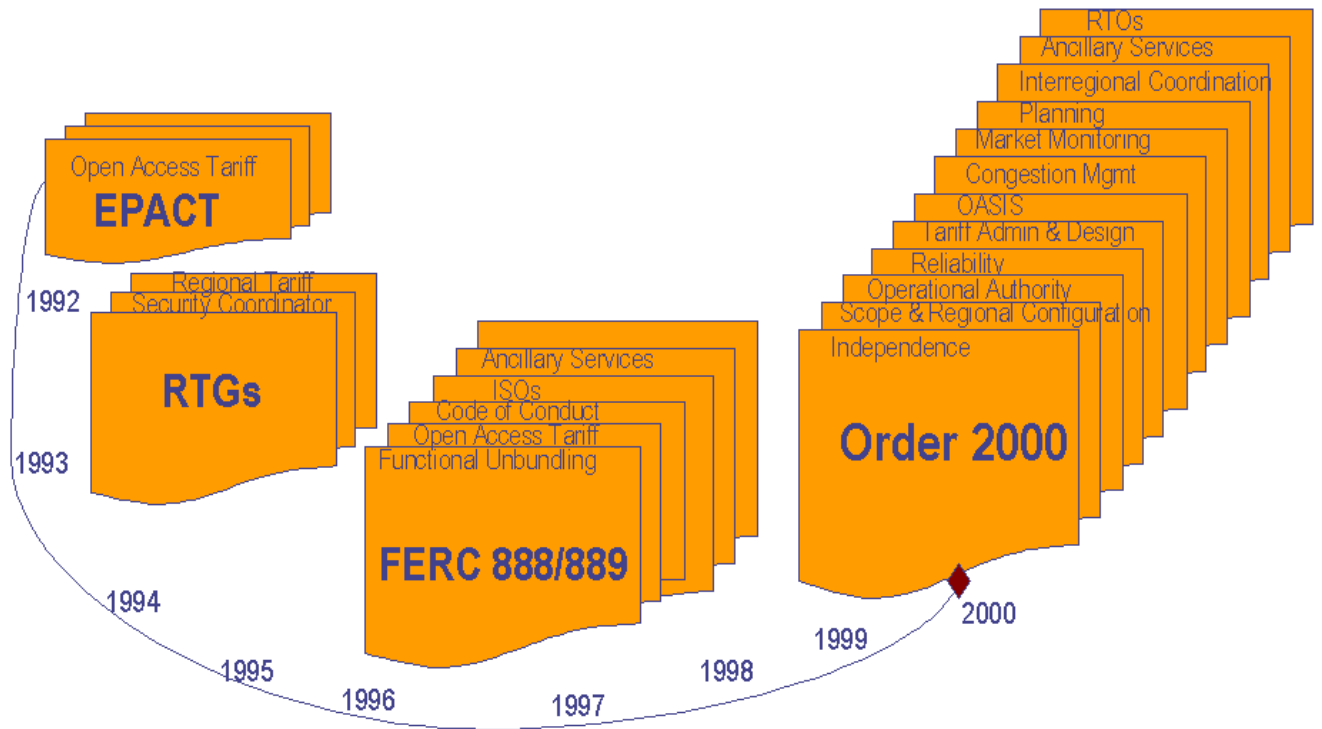 Open Access Tariff
EPACT
Regional Tariff
Security Coordinator
RTGs
Ancillary Services
ISOs
Code of Conduct
Open Access Tariff
Functional Unbundling
FERC 888/889
RTOs
Ancillary Services
Interregional Coordination
Planning
Market Monitoring
Congestion Mgmt
OASIS
Tariff Admin & Design
Reliability
Operational Authority
Scope & Regional Configuration
Independence
Order 2000
1992
1993
1994
1995
1996
1997
1998
1999
2000